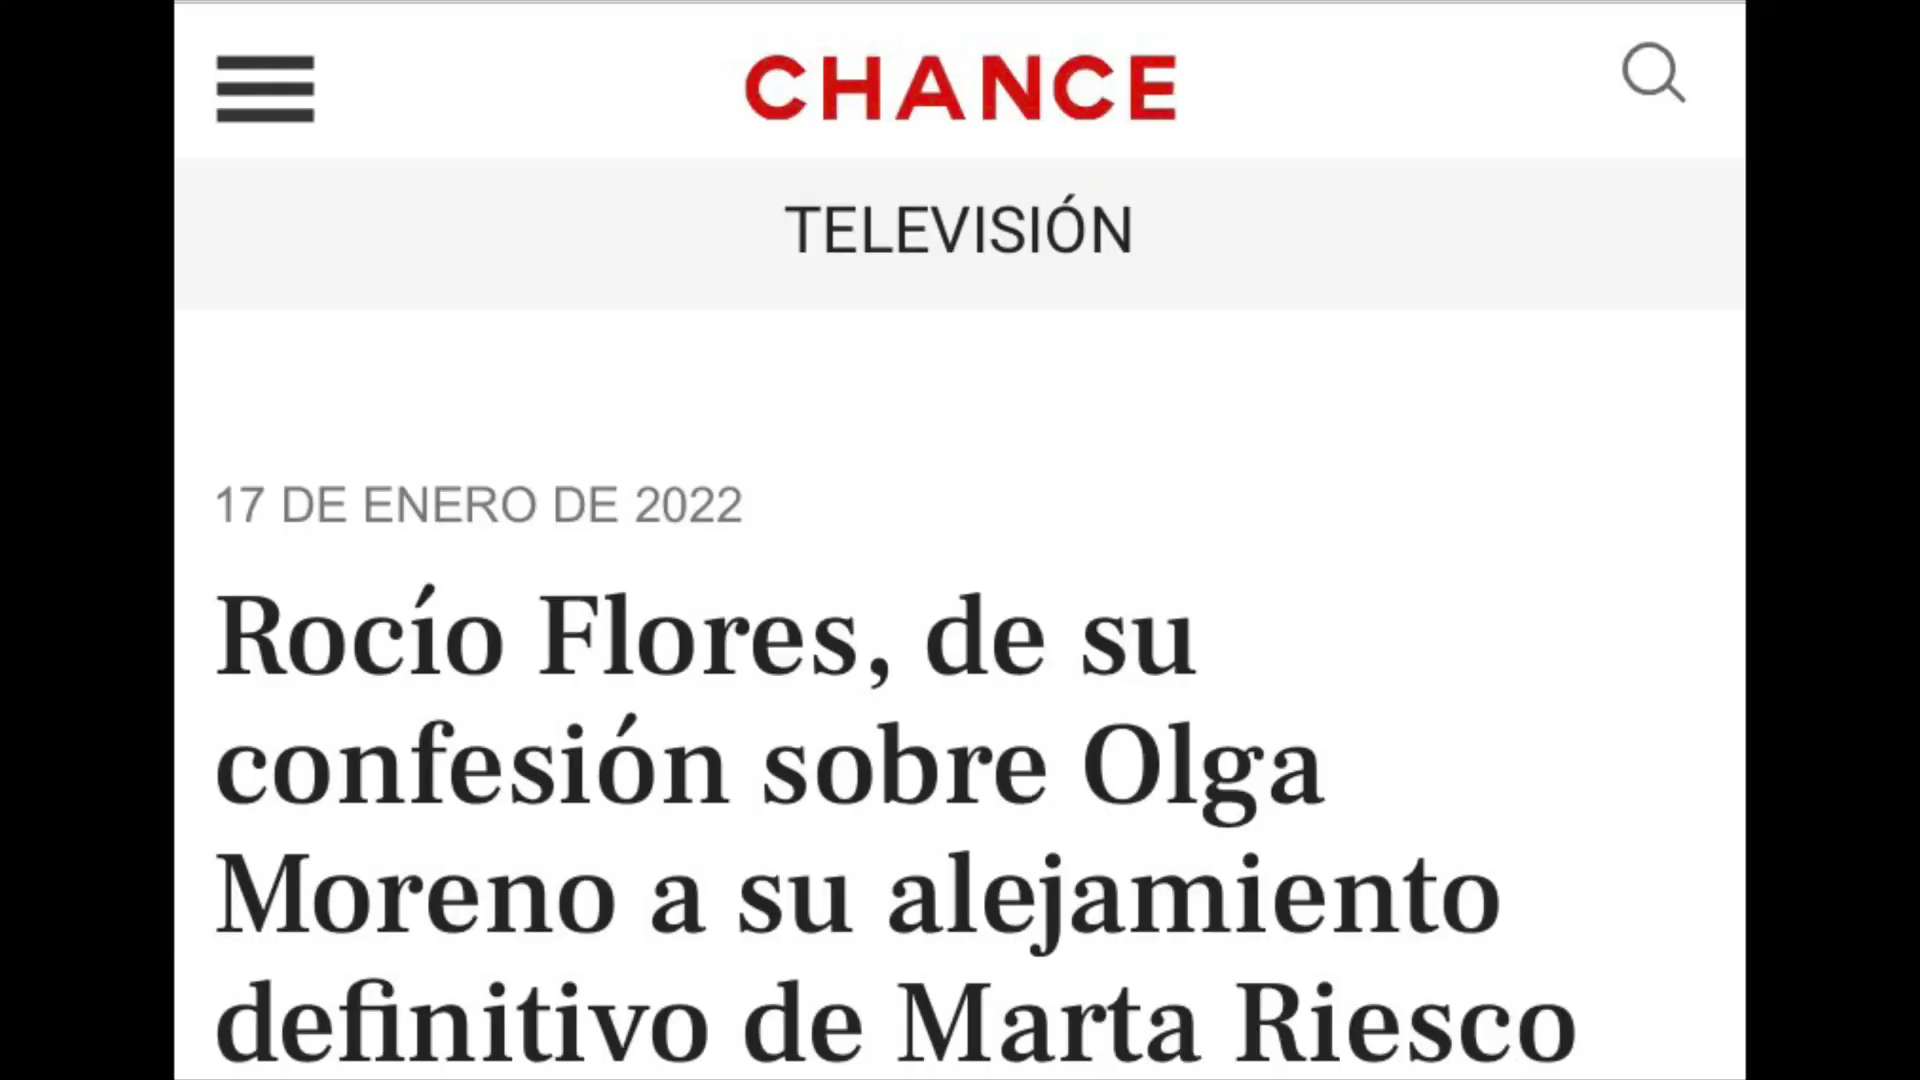 CHANCE
TELEVISIÓN
17 DE ENERO DE 2022
Rocío Flores, de su
confesión sobre Olga
Moreno a su alejamiento
definitivo de Marta Riesco